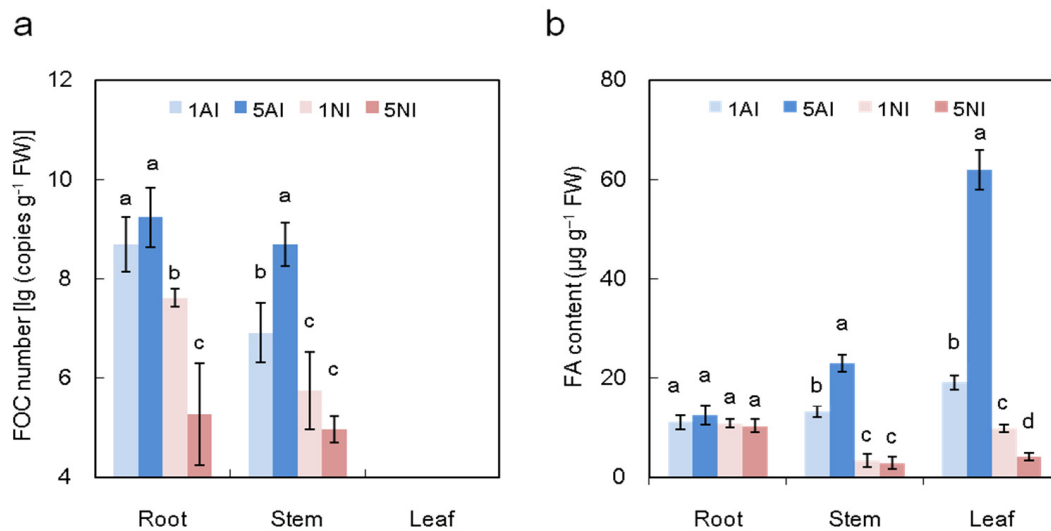 a
FOC number [lg (copies g⁻¹ FW)]
12
10
8
6
4
1AI 5AI 1NI 5NI
a a b c
b a c c
Root Stem Leaf
b
FA content (μg g⁻¹ FW)
80
60
40
20
0
1AI 5AI 1NI 5NI
a a a a
b a c c
b a c d
Root Stem Leaf